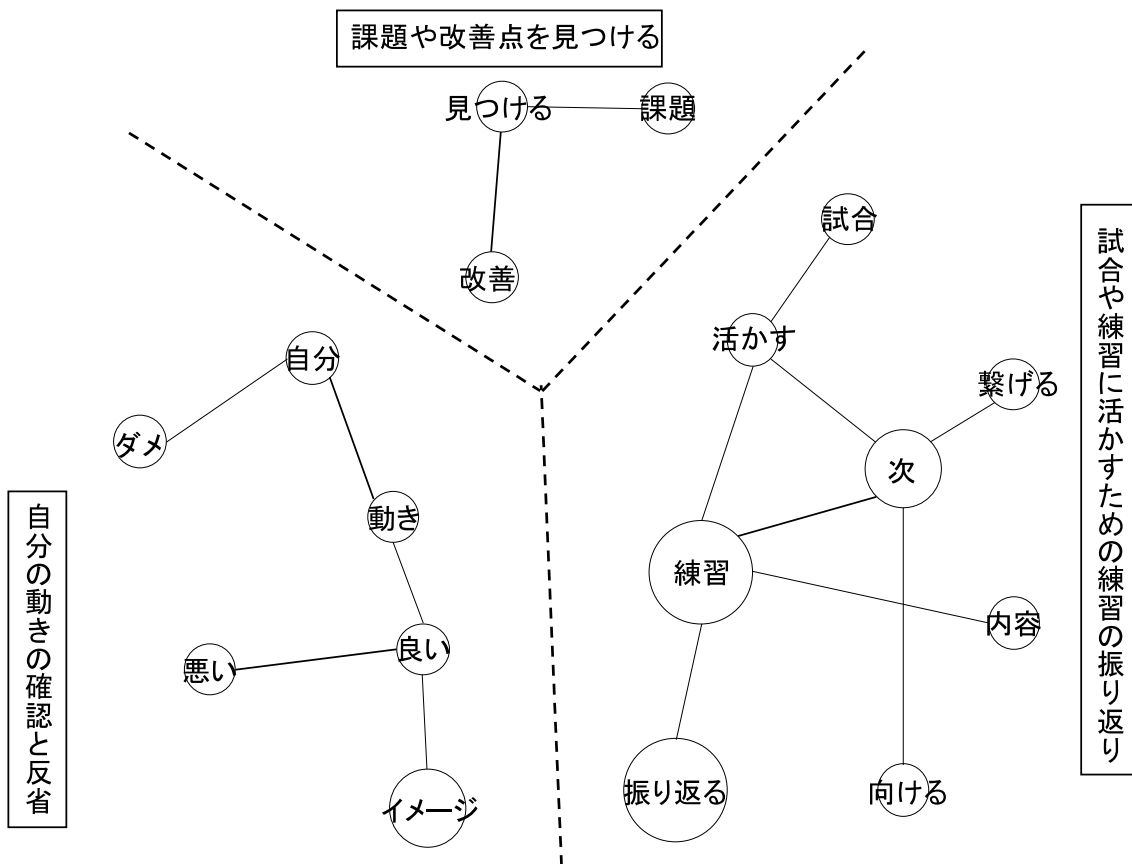 課題や改善点を見つける
見つける
課題
改善
試合
活かす
繋げる
次
練習
内容
振り返る
向ける
試合や練習に活かすための練習の振り返り
自分
ダメ
動き
良い
悪い
イメージ
自分の動きの確認と反省